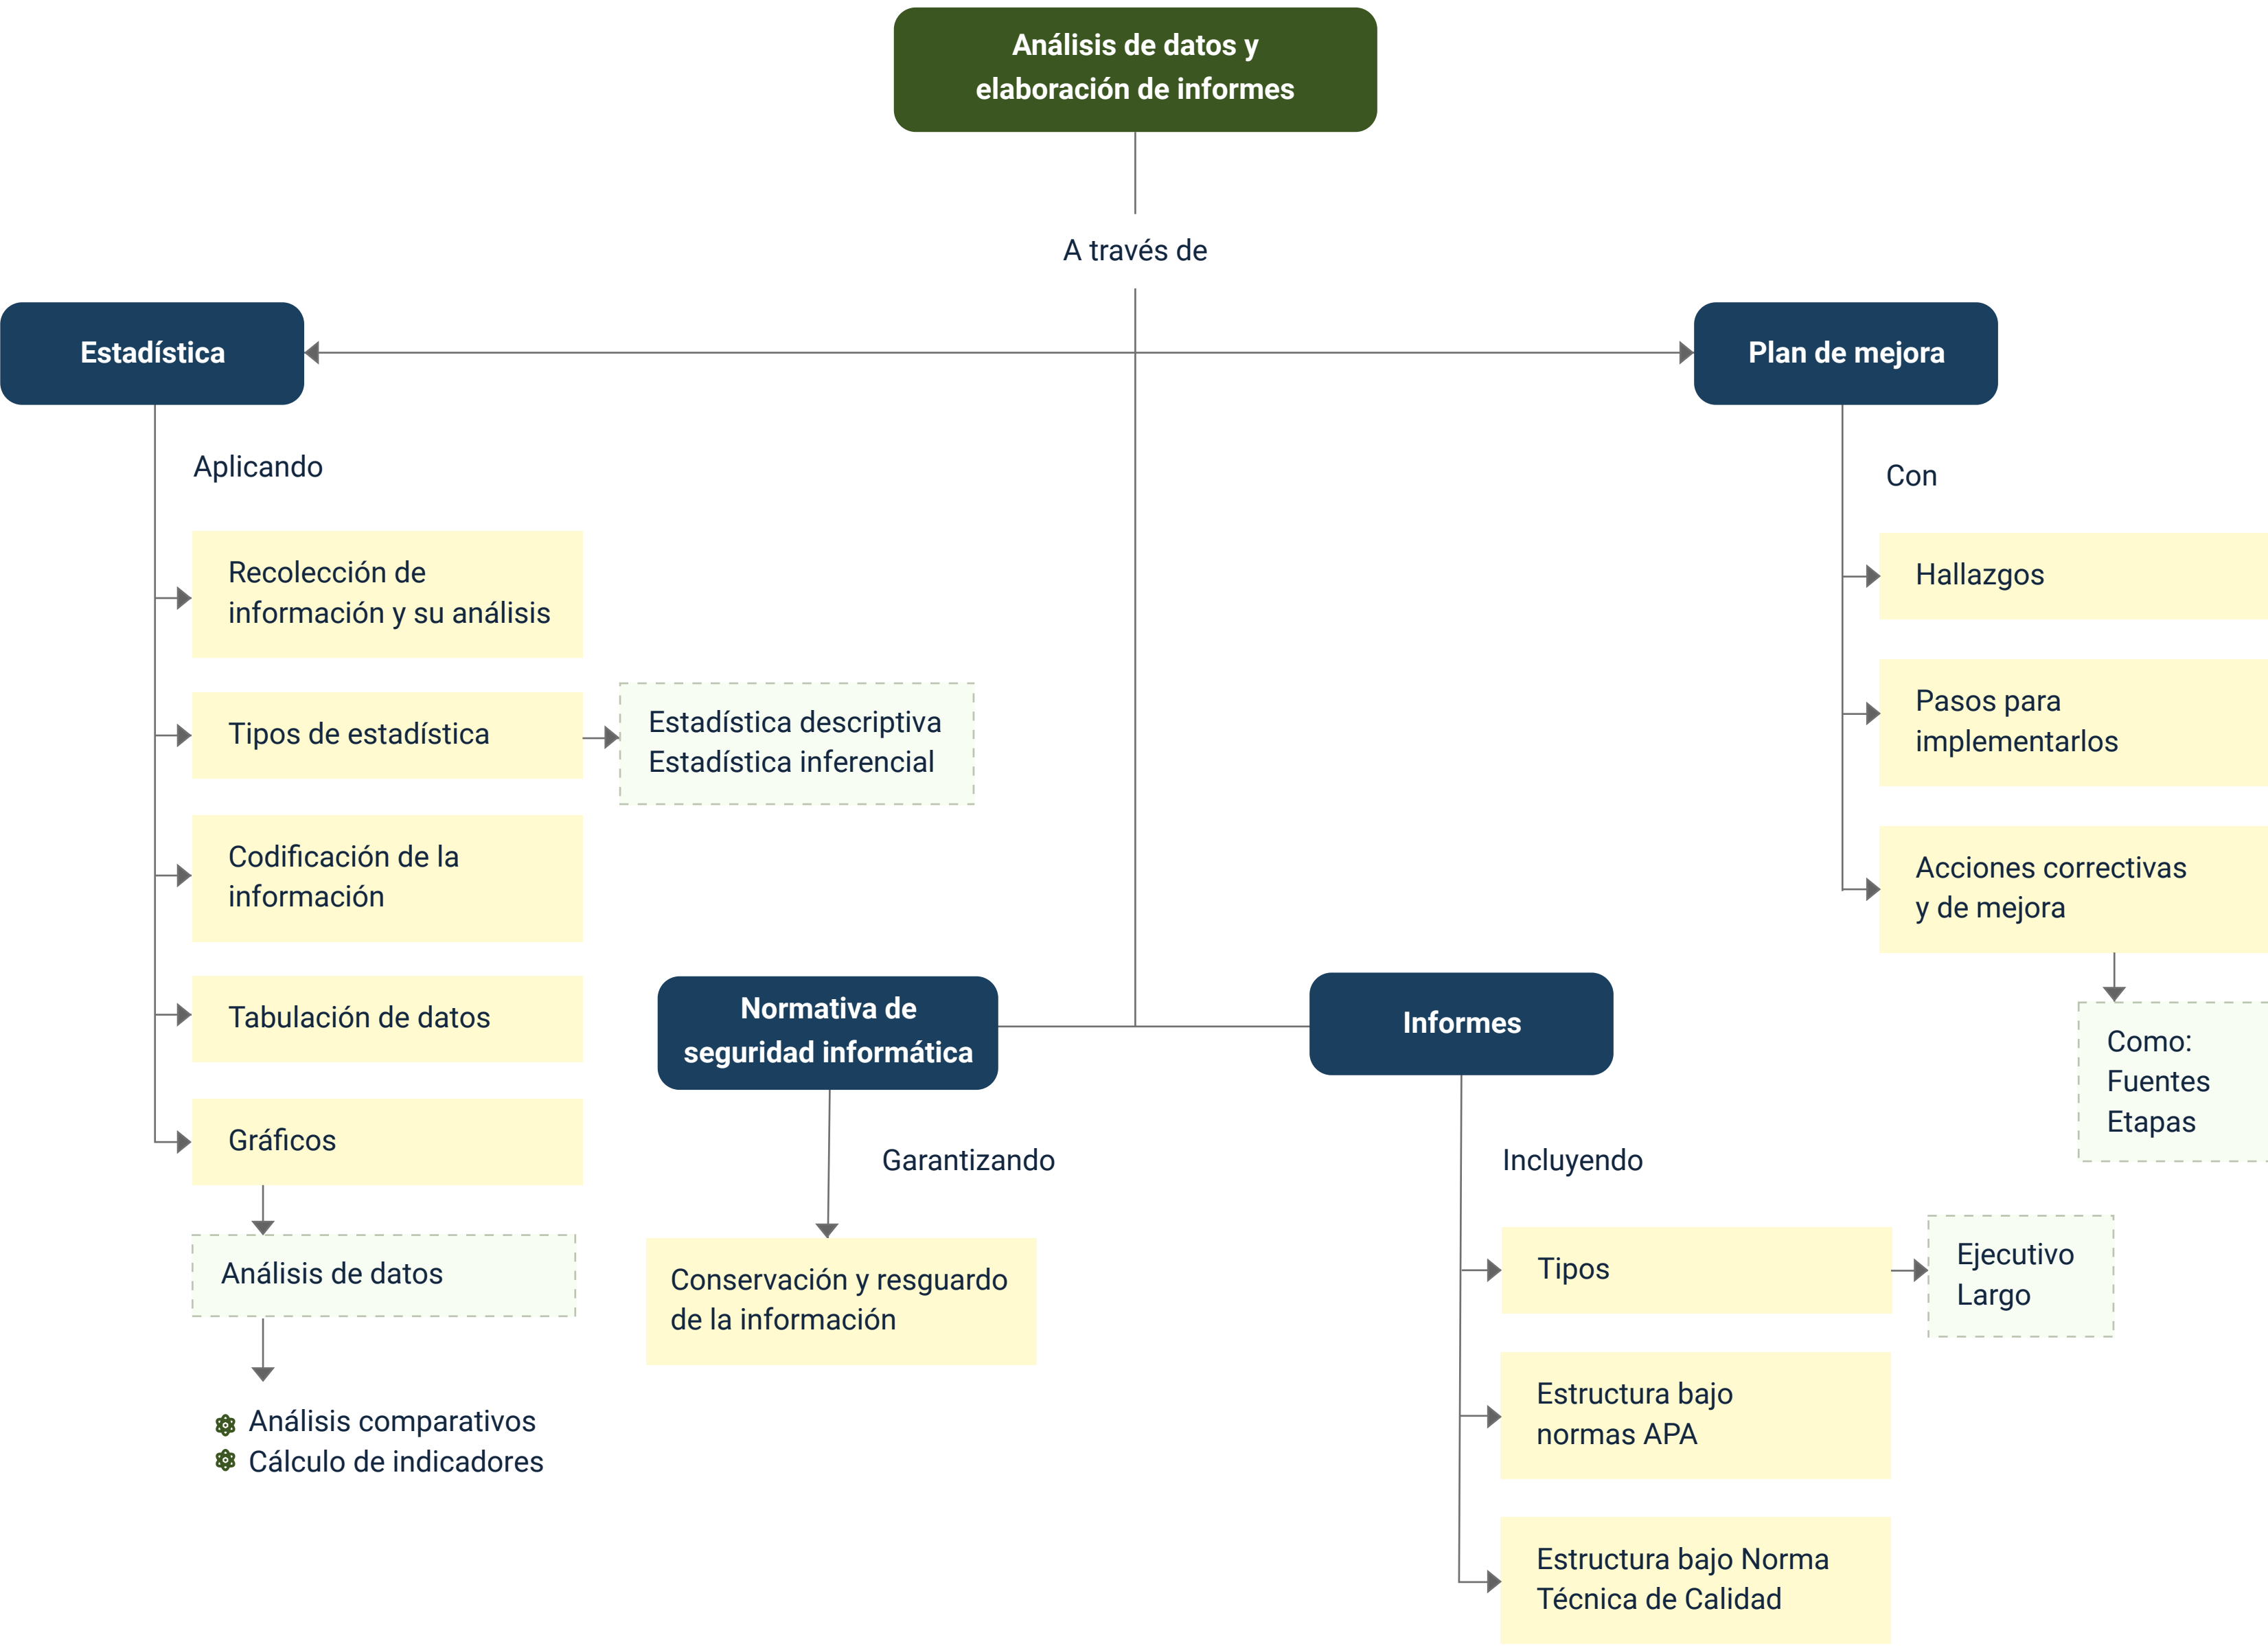 Análisis de datos y
elaboración de informes
A través de
Estadística
Aplicando
Recolección de
información y su análisis
Tipos de estadística
Estadística descriptiva
Estadística inferencial
Codificación de la
información
Tabulación de datos
Gráficos
Análisis de datos
Análisis comparativos
Cálculo de indicadores
Normativa de
seguridad informática
Garantizando
Conservación y resguardo
de la información
Informes
Incluyendo
Tipos
Ejecutivo
Largo
Estructura bajo
normas APA
Estructura bajo Norma
Técnica de Calidad
Plan de mejora
Con
Hallazgos
Pasos para
implementarlos
Acciones correctivas
y de mejora
Como:
Fuentes
Etapas